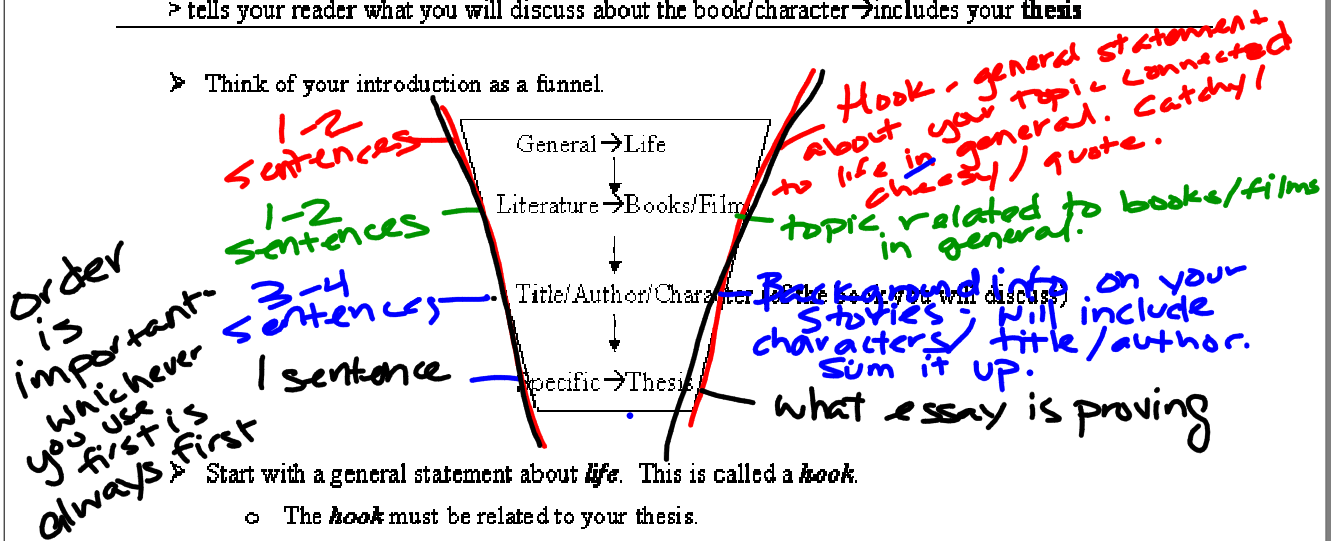 > tells your reader what you will discuss about the book/character→includes your thesis
➢ Think of your introduction as a funnel.
1-2
sentences
General→Life
Hook - general statement
about your topic connected
to life in general. Catchy/
cheesy/ quote.
1-2
sentences
Literature→Books/Film
topic related to books/films
in general.
order
is
important-
whichever
you use
first is
always first
3-4
sentences
Title/Author/Character (of the book you will discuss)
Background info on your
stories - will include
characters/ title/author.
Sum it up.
1 sentence
Specific→Thesis
what essay is proving
➢ Start with a general statement about life. This is called a hook.
o The hook must be related to your thesis.